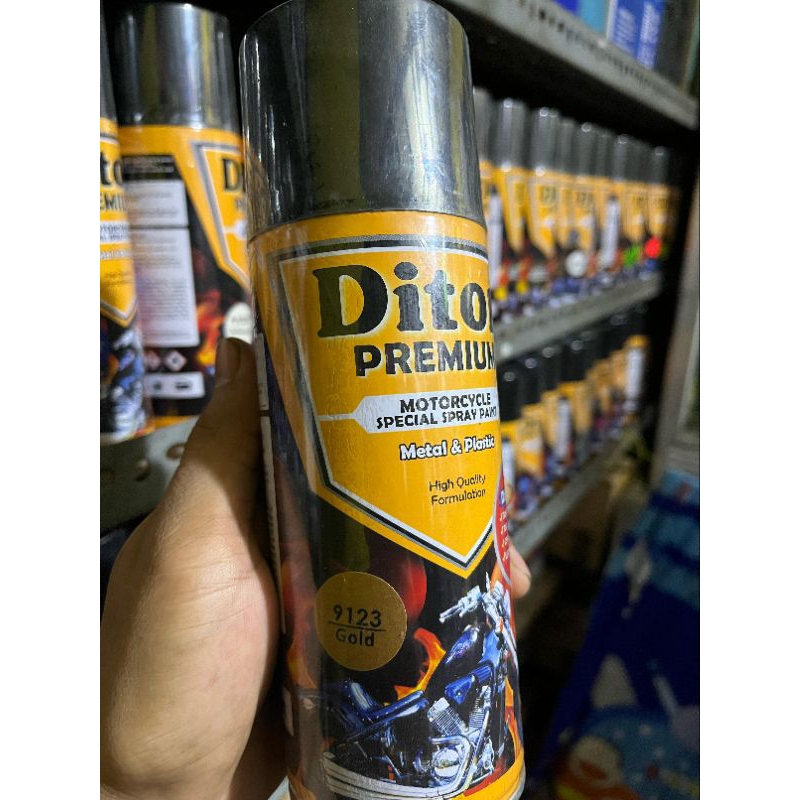 Dito
PREMIUM
MOTORCYCLE
SPECIAL SPRAY PAINT
Metal & Plastic
High Quality
Formulation
9123
Gold